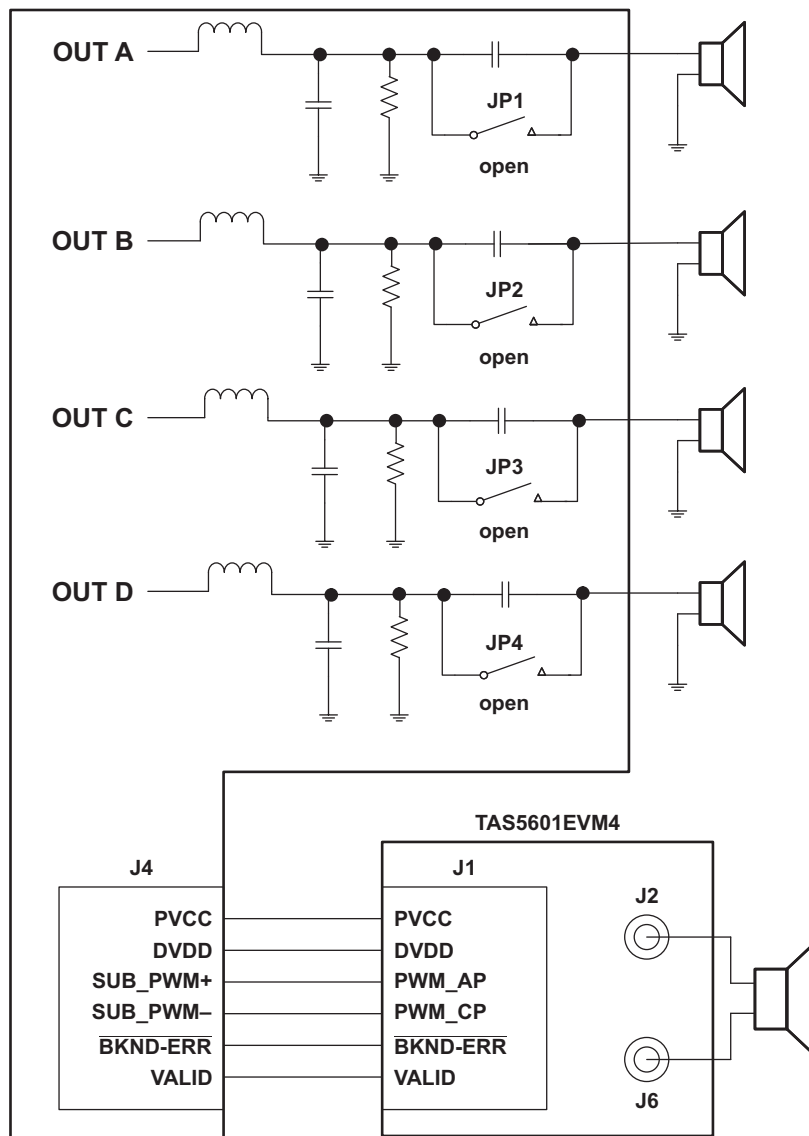 OUT A
JP1
open
OUT B
JP2
open
OUT C
JP3
open
OUT D
JP4
open
TAS5601EVM4
J4
J1
J2
PVCC
PVCC
DVDD
DVDD
SUB_PWM+
PWM_AP
SUB_PWM–
PWM_CP
BKND-ERR
BKND-ERR
VALID
VALID
J6